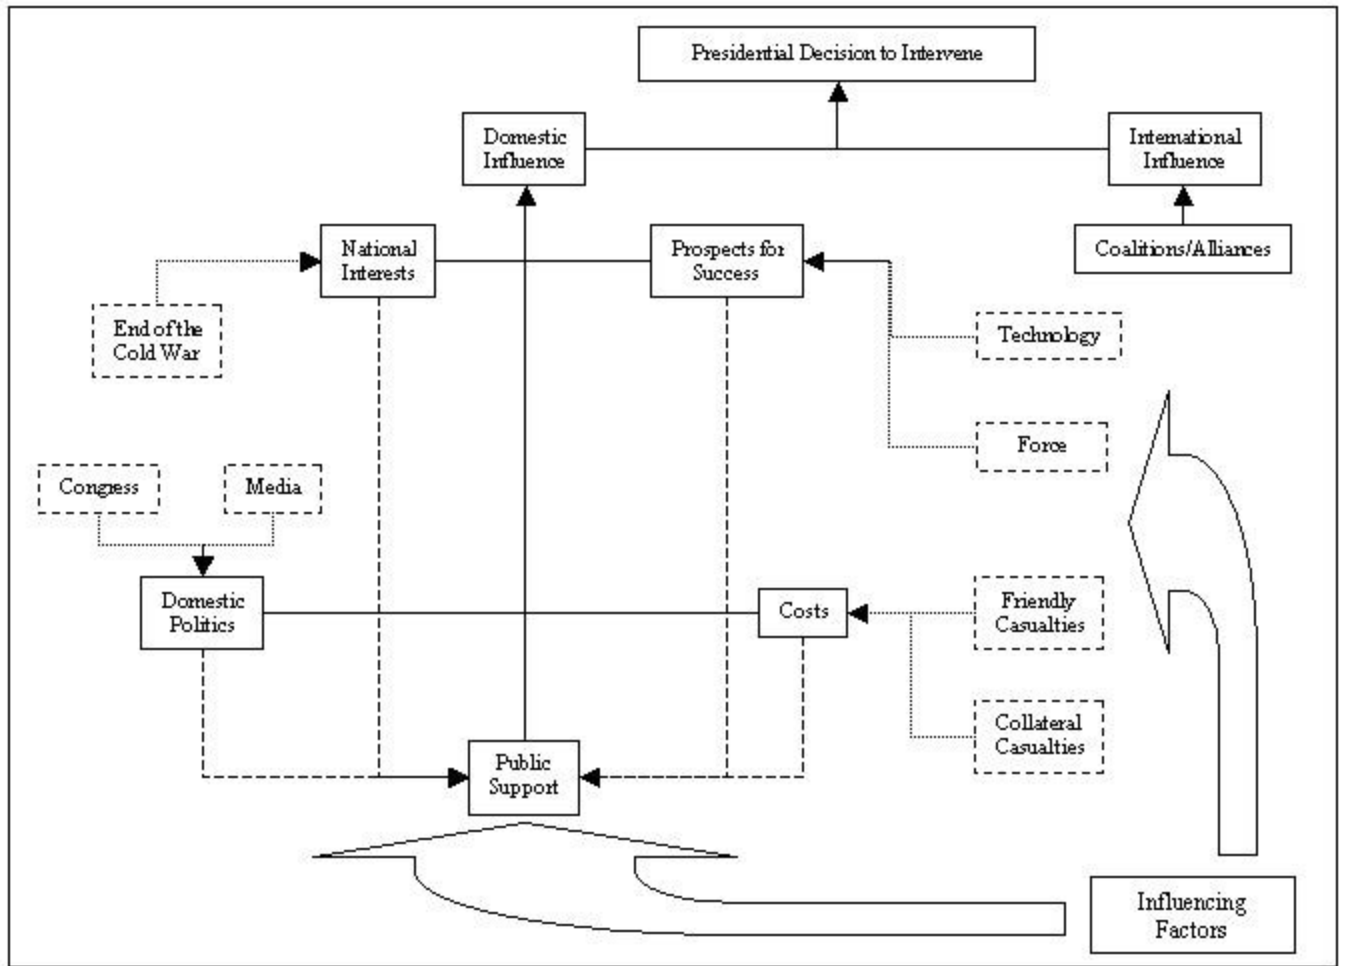 Presidential Decision to Intervene
Domestic
Influence
International
Influence
National
Interests
Prospects for
Success
Coalitions/Alliances
End of the
Cold War
Technology
Force
Congress
Media
Domestic
Politics
Costs
Friendly
Casualties
Collateral
Casualties
Public
Support
Influencing
Factors